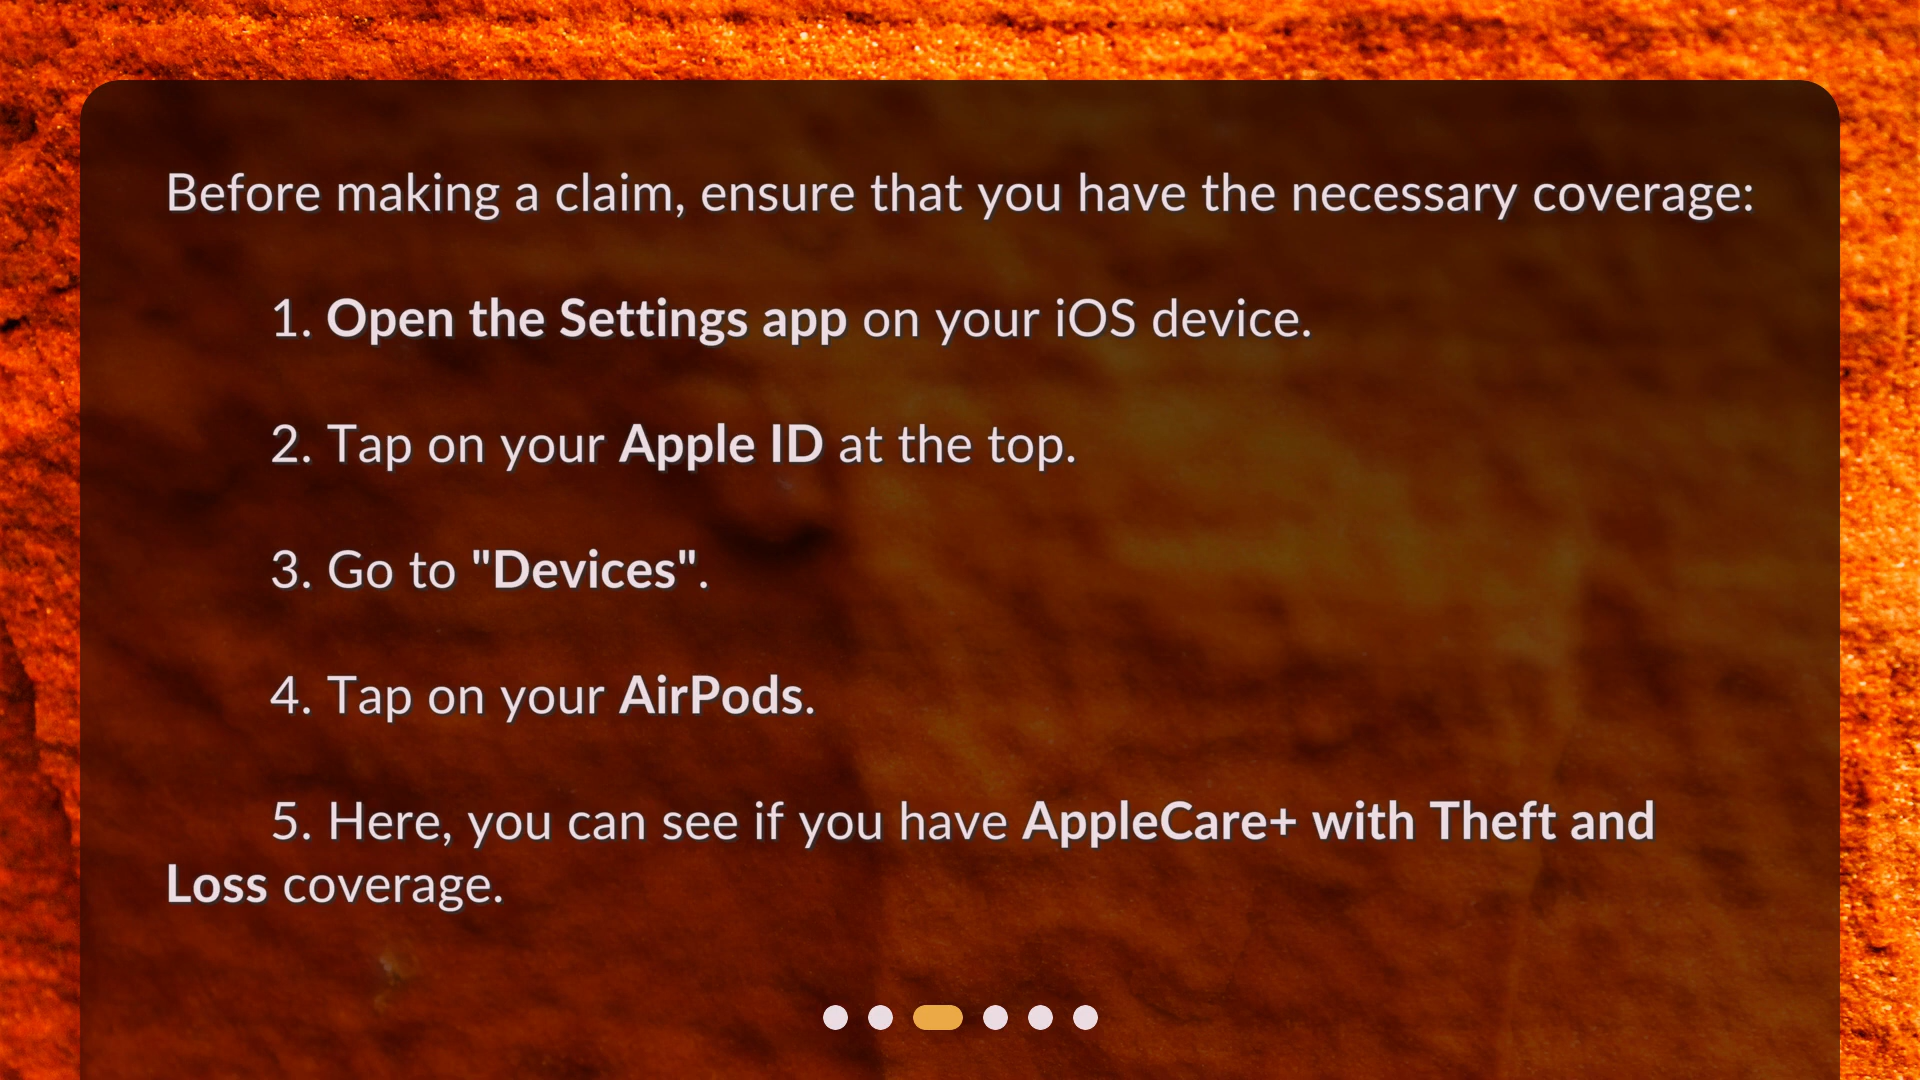 Before making a claim, ensure that you have the necessary coverage:
1. Open the Settings app on your iOS device.
2. Tap on your Apple ID at the top.
3. Go to "Devices".
4. Tap on your AirPods.
5. Here, you can see if you have AppleCare+ with Theft and
Loss coverage.